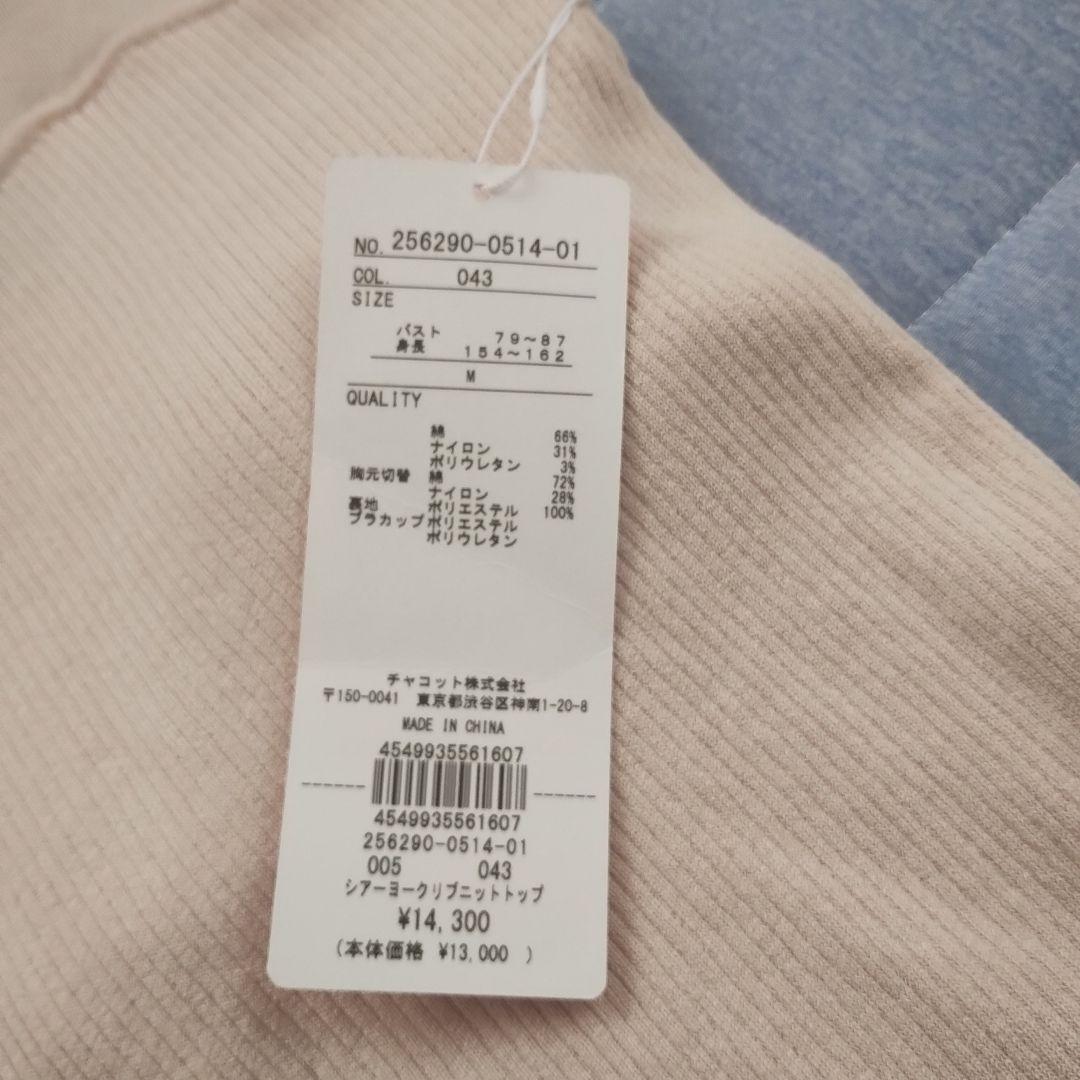 NO. 256290-0514-01
COL. 043
SIZE
バスト 79～87
身長 154～162
M
QUALITY
綿 66%
ナイロン 31%
ポリウレタン 3%
胸元切替 綿 72%
ナイロン 28%
裏地 ポリエステル 100%
ブラカップ ポリエステル
ポリウレタン
チャコット株式会社
〒150-0041 東京都渋谷区神南1-20-8
MADE IN CHINA
4549935561607
4549935561607
256290-0514-01
005 043
シアーヨークリブニットトップ
¥14,300
(本体価格 ¥13,000 )